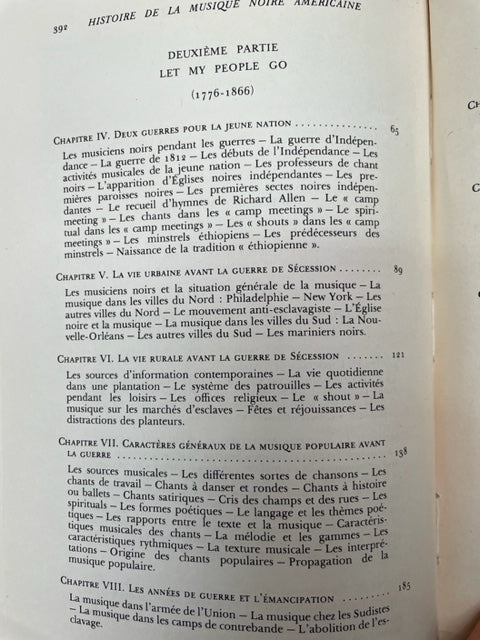 392 HISTOIRE DE LA MUSIQUE NOIRE AMÉRICAINE
DEUXIÈME PARTIE
LET MY PEOPLE GO
(1776-1866)
CHAPITRE IV. DEUX GUERRES POUR LA JEUNE NATION .............. 65
Les musiciens noirs pendant les guerres – La guerre d'Indépen-
dance – La guerre de 1812 – Les débuts de l'Indépendance – Les
activités musicales de la jeune nation – Les professeurs de chant
noirs – L'apparition d'Églises noires indépendantes – Les pre-
mières paroisses noires – Les premières sectes noires indépen-
dantes – Le recueil d'hymnes de Richard Allen – Le « camp
meeting » – Les chants dans les « camp meetings » – Le spiri-
tual dans les « camp meetings » – Les « shouts » dans les « camp
meetings » – Les minstrels éthiopiens – Les prédécesseurs des
minstrels – Naissance de la tradition « éthiopienne ».
CHAPITRE V. LA VIE URBAINE AVANT LA GUERRE DE SÉCESSION ........ 89
Les musiciens noirs et la situation générale de la musique – La
musique dans les villes du Nord : Philadelphie – New York – Les
autres villes du Nord – Le mouvement anti-esclavagiste – L'Église
noire et la musique – La musique dans les villes du Sud : La Nou-
velle-Orléans – Les autres villes du Sud – Les mariniers noirs.
CHAPITRE VI. LA VIE RURALE AVANT LA GUERRE DE SÉCESSION ....... 121
Les sources d'information contemporaines – La vie quotidienne
dans une plantation – Le système des patrouilles – Les activités
pendant les loisirs – Les offices religieux – Le « shout » – La
musique sur les marchés d'esclaves – Fêtes et réjouissances – Les
distractions des planteurs.
CHAPITRE VII. CARACTÈRES GÉNÉRAUX DE LA MUSIQUE POPULAIRE AVANT
LA GUERRE .......................................... 138
Les sources musicales – Les différentes sortes de chansons – Les
chants de travail – Chants à danser et rondes – Chants à histoire
ou ballets – Chants satiriques – Cris des champs et des rues – Les
spirituals – Les formes poétiques – Le langage et les thèmes poé-
tiques – Les rapports entre le texte et la musique – Caractéris-
tiques musicales des chants – La mélodie et les gammes – Les
caractéristiques rythmiques – La texture musicale – Les interpré-
tations – Origine des chants populaires – Propagation de la
musique populaire.
CHAPITRE VIII. LES ANNÉES DE GUERRE ET L'ÉMANCIPATION ......... 185
La musique dans l'armée de l'Union – La musique chez les Sudistes
– La musique dans les camps de contrebande – L'abolition de l'es-
clavage.